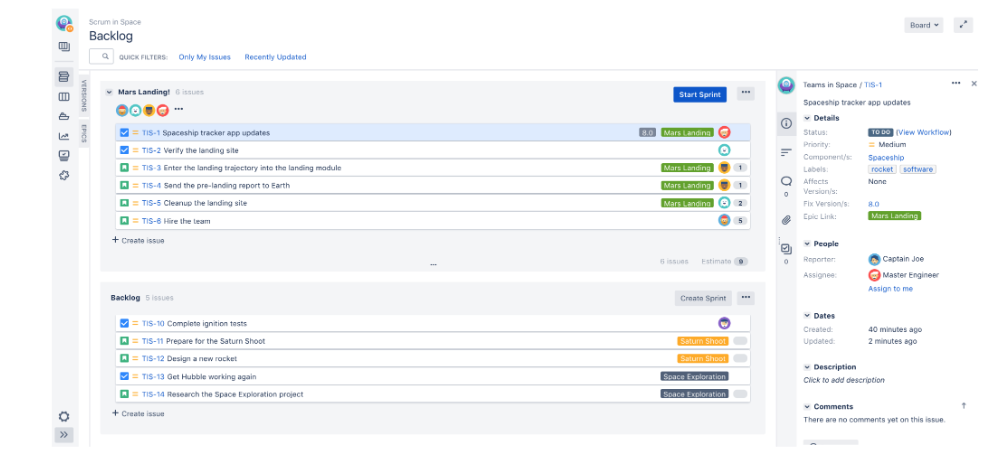 Scrum in Space
Backlog
Board
QUICK FILTERS: Only My Issues Recently Updated
VERSIONS
EPICS
Mars Landing! 6 issues
Start Sprint
TIS-1 Spaceship tracker app updates 8.0 Mars Landing
TIS-2 Verify the landing site
TIS-3 Enter the landing trajectory into the landing module Mars Landing 1
TIS-4 Send the pre-landing report to Earth Mars Landing 1
TIS-5 Cleanup the landing site Mars Landing 2
TIS-6 Hire the team 5
+ Create issue
6 issues Estimate 9
Backlog 5 issues
Create Sprint
TIS-10 Complete ignition tests
TIS-11 Prepare for the Saturn Shoot Saturn Shoot
TIS-12 Design a new rocket Saturn Shoot
TIS-13 Get Hubble working again Space Exploration
TIS-14 Research the Space Exploration project Space Exploration
+ Create issue
Teams in Space / TIS-1
Spaceship tracker app updates
Details
Status: TO DO (View Workflow)
Priority: Medium
Component/s: Spaceship
Labels: rocket software
Affects None
Version/s:
Fix Version/s: 8.0
Epic Link: Mars Landing
0
0
People
Reporter: Captain Joe
Assignee: Master Engineer
Assign to me
Dates
Created: 40 minutes ago
Updated: 2 minutes ago
Description
Click to add description
Comments
There are no comments yet on this issue.